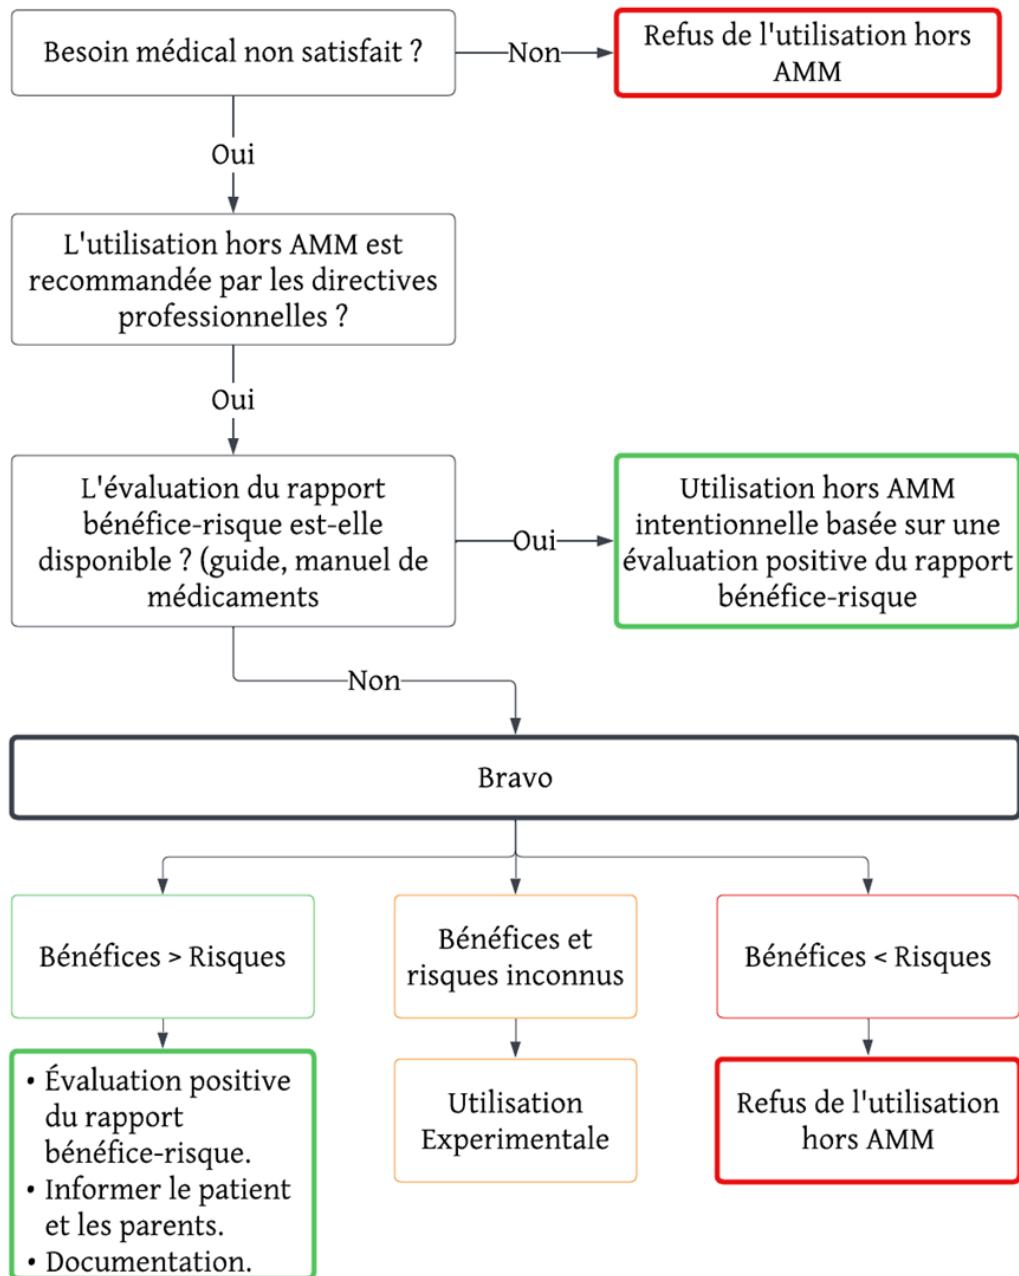 Besoin médical non satisfait ?
Non
Refus de l'utilisation hors
AMM
Oui
L'utilisation hors AMM est
recommandée par les directives
professionnelles ?
Oui
L'évaluation du rapport
bénéfice-risque est-elle
disponible ? (guide, manuel de
médicaments
Oui
Utilisation hors AMM
intentionnelle basée sur une
évaluation positive du rapport
bénéfice-risque
Non
Bravo
Bénéfices > Risques
Bénéfices et
risques inconnus
Bénéfices < Risques
• Évaluation positive
du rapport
bénéfice-risque.
• Informer le patient
et les parents.
• Documentation.
Utilisation
Experimentale
Refus de l'utilisation
hors AMM